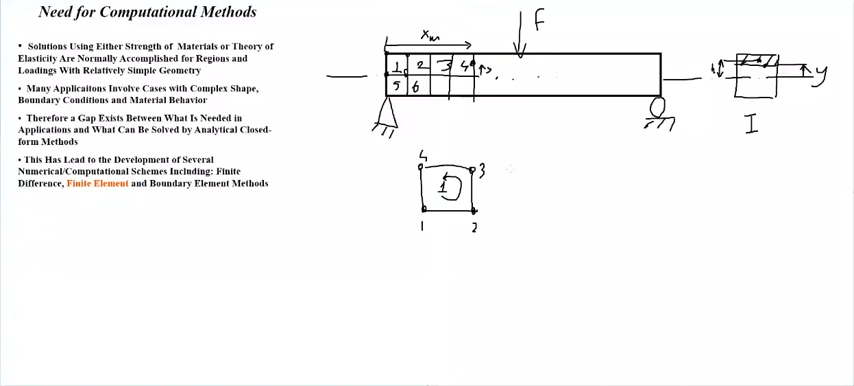 Need for Computational Methods
• Solutions Using Either Strength of Materials or Theory of
Elasticity Are Normally Accomplished for Regions and
Loadings With Relatively Simple Geometry
• Many Applicaitons Involve Cases with Complex Shape,
Boundary Conditions and Material Behavior
• Therefore a Gap Exists Between What Is Needed in
Applications and What Can Be Solved by Analytical Closed-
form Methods
• This Has Lead to the Development of Several
Numerical/Computational Schemes Including: Finite
Difference, Finite Element and Boundary Element Methods
F
1 2 3 4
5 6
y
I
4
3
1
1 2